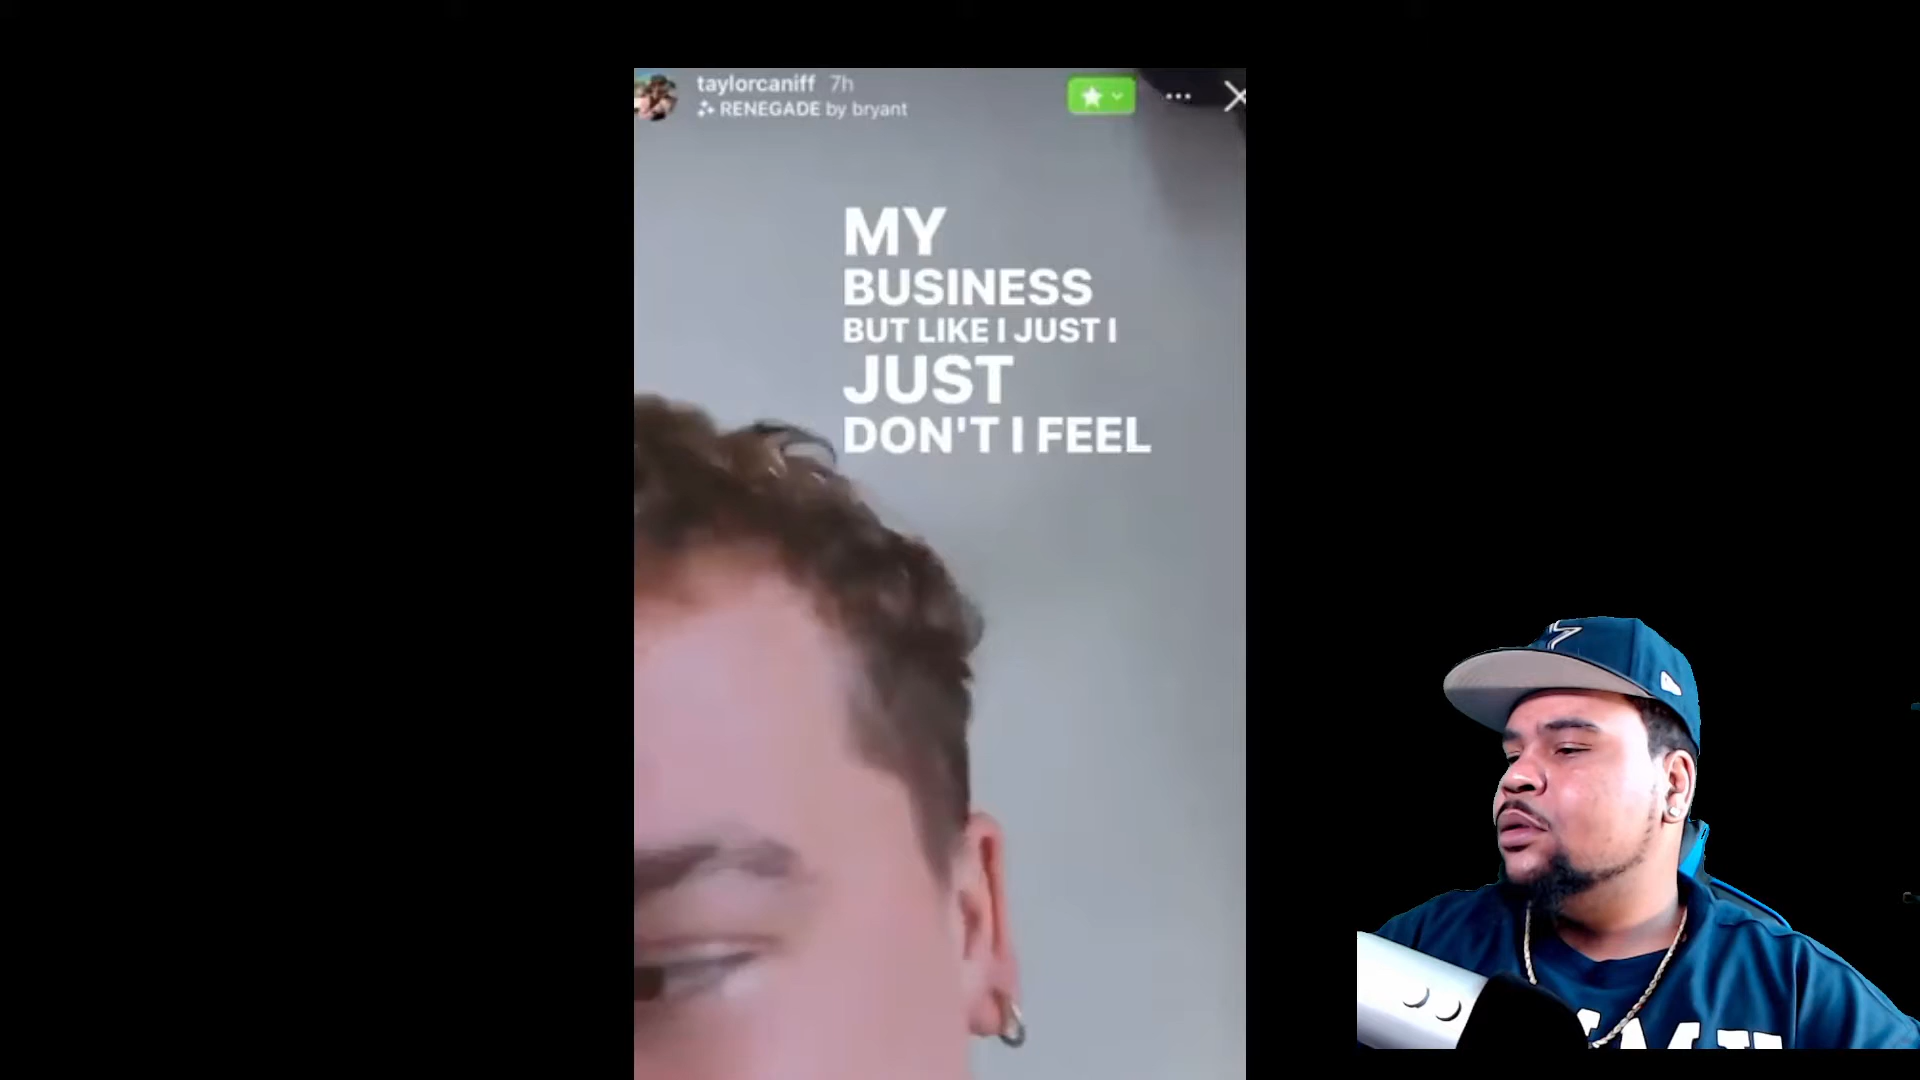 taylorcaniff 7h
RENEGADE by bryant
MY
BUSINESS
BUT LIKE I JUST I
JUST
DON'T I FEEL